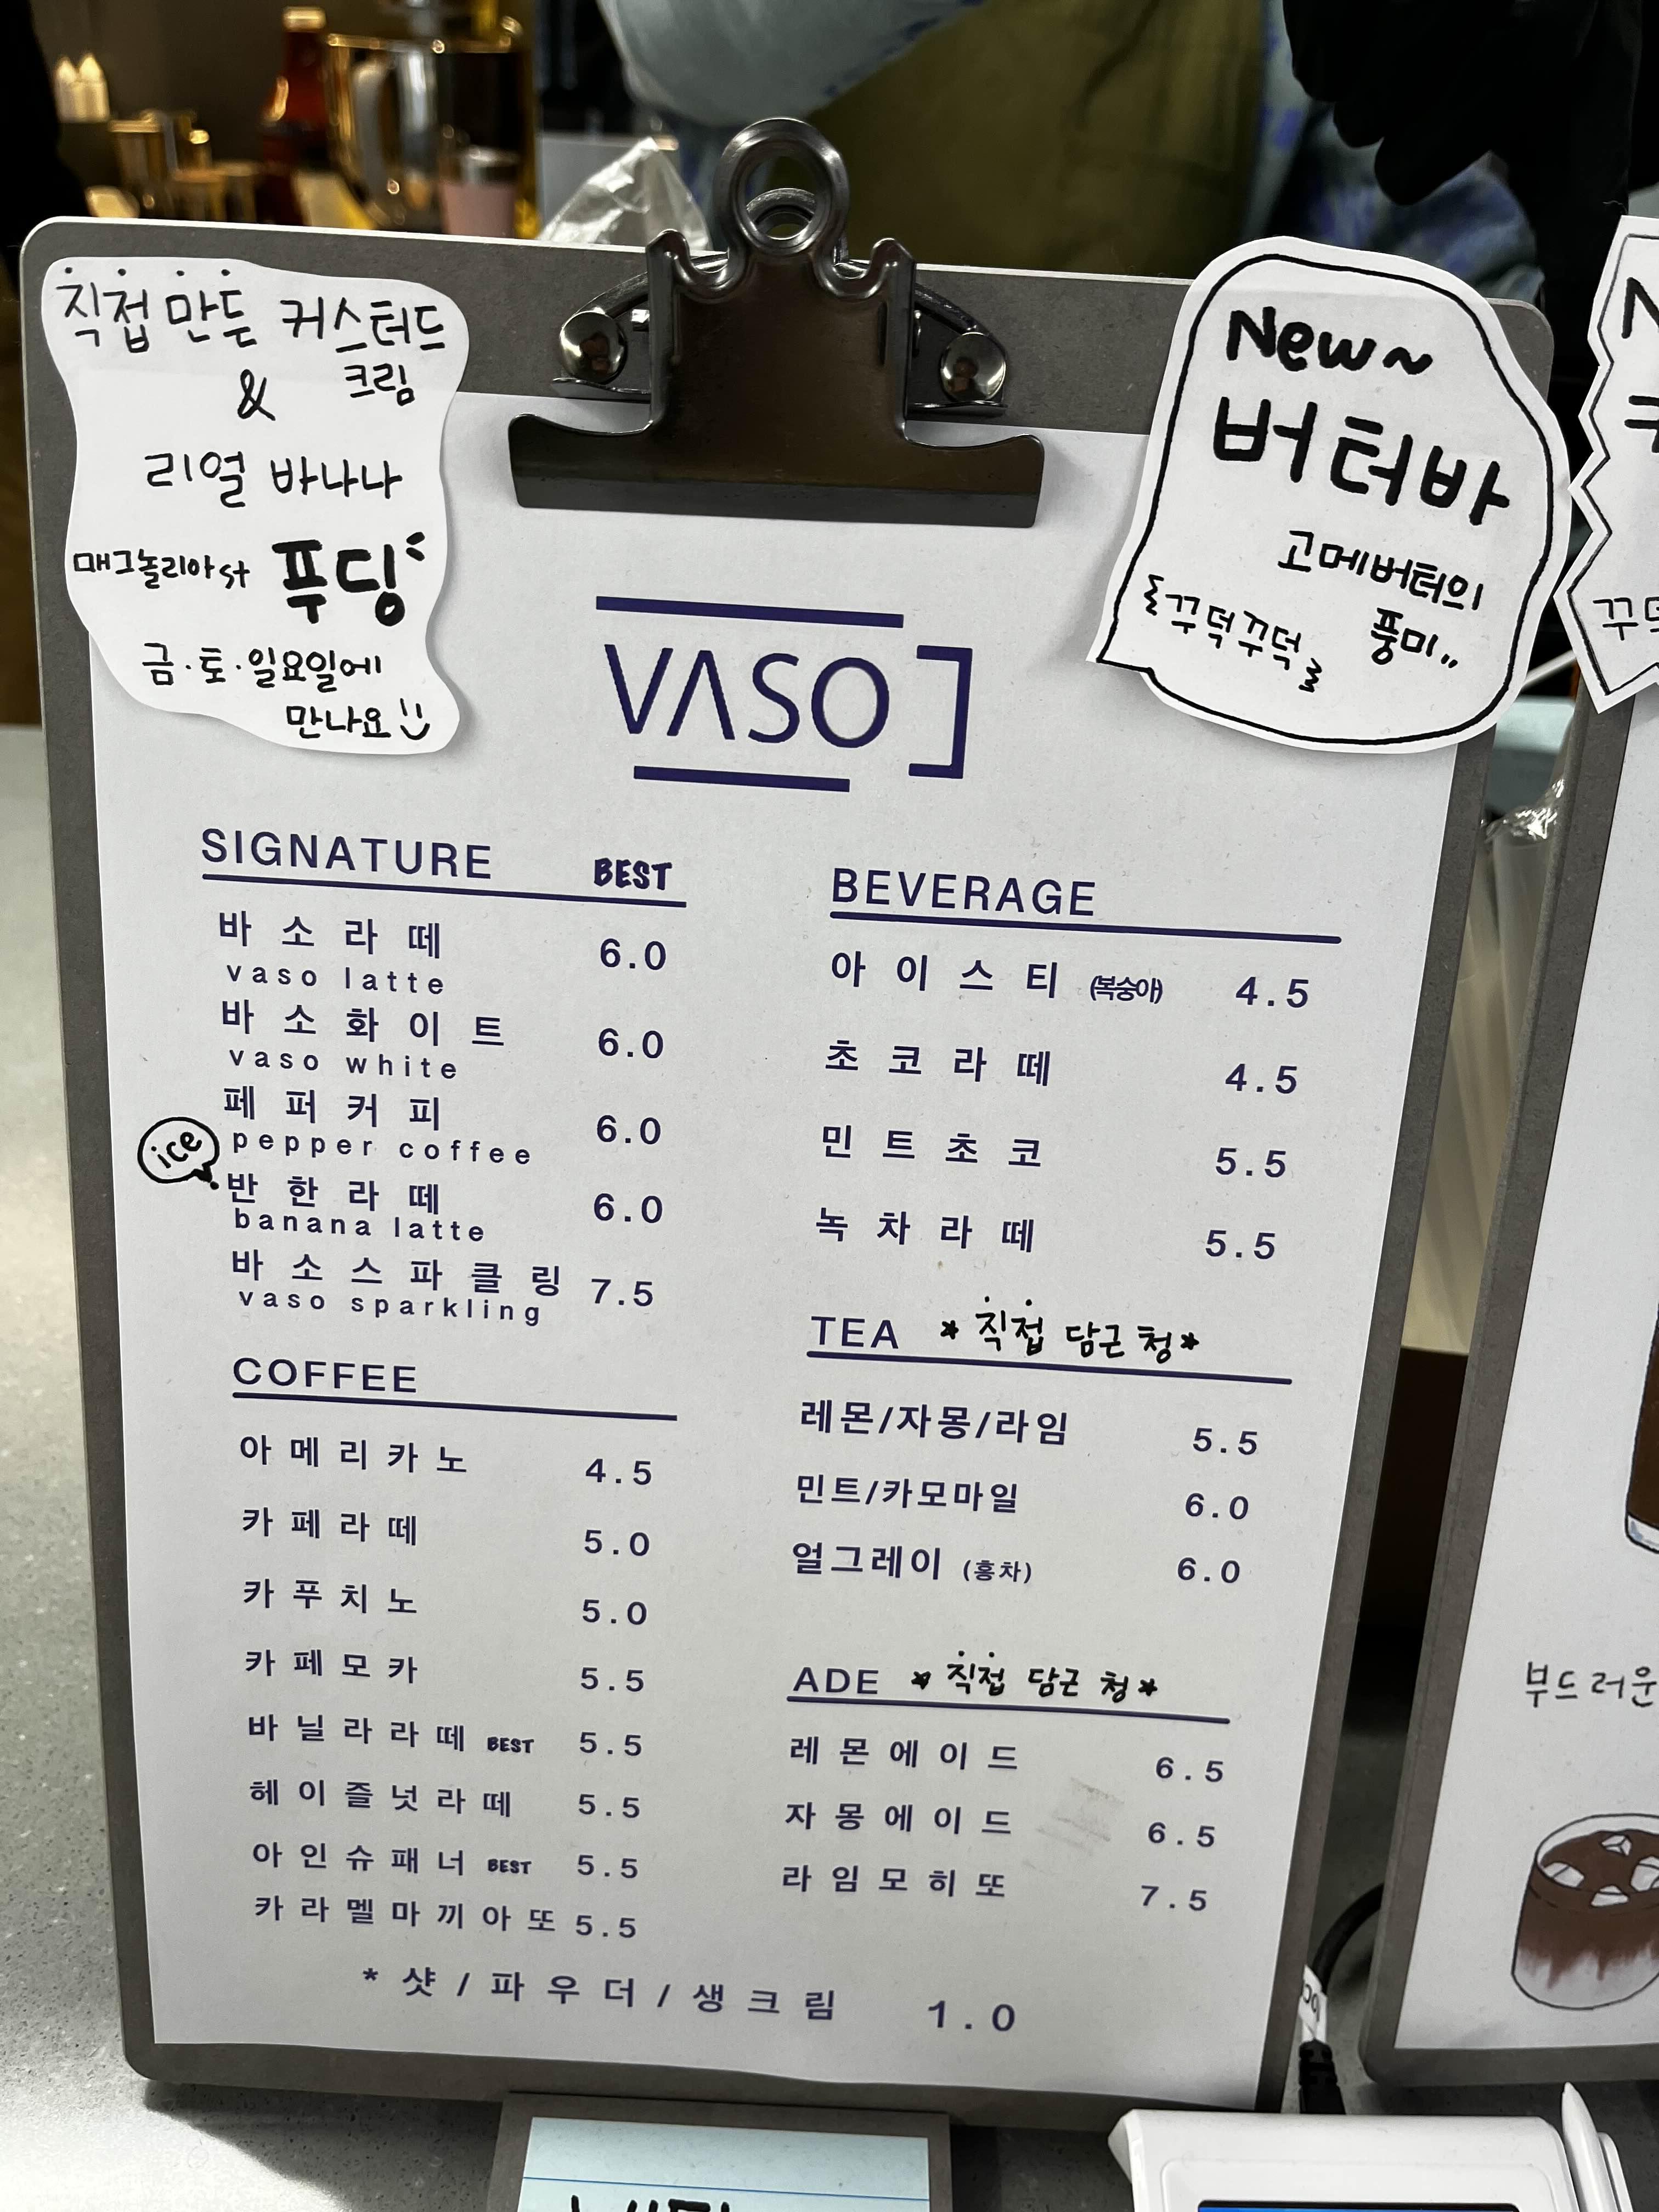 직접 만든 커스터드
크림
&
리얼 바나나
매그놀리아st 푸딩
금·토·일요일에
만나요
New~
버터바
고메버터의
풍미..
꾸덕꾸덕
VASO
SIGNATURE BEST
바소라떼 6.0
vaso latte
바소화이트 6.0
vaso white
페퍼커피 6.0
pepper coffee
ice
반한라떼 6.0
banana latte
바소스파클링 7.5
vaso sparkling
COFFEE
아메리카노 4.5
카페라떼 5.0
카푸치노 5.0
카페모카 5.5
바닐라라떼 BEST 5.5
헤이즐넛라떼 5.5
아인슈패너 BEST 5.5
카라멜마끼아또 5.5
BEVERAGE
아이스티 (복숭아) 4.5
초코라떼 4.5
민트초코 5.5
녹차라떼 5.5
TEA *직접 담근 청*
레몬/자몽/라임 5.5
민트/카모마일 6.0
얼그레이 (홍차) 6.0
ADE *직접 담근 청*
레몬에이드 6.5
자몽에이드 6.5
라임모히또 7.5
*샷/파우더/생크림 1.0
부드러운